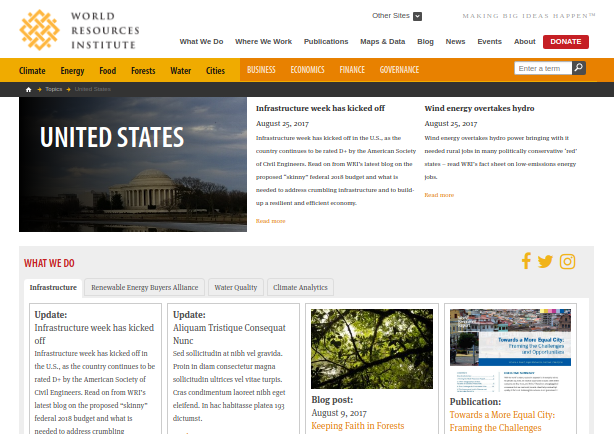 WORLD
RESOURCES
INSTITUTE
Other Sites
MAKING BIG IDEAS HAPPEN™
What We Do Where We Work Publications Maps & Data Blog News Events About DONATE
Climate Energy Food Forests Water Cities BUSINESS ECONOMICS FINANCE GOVERNANCE Enter a term
Topics United States
UNITED STATES
Infrastructure week has kicked off
August 25, 2017
Infrastructure week has kicked off in the U.S., as the
country continues to be rated D+ by the American Society
of Civil Engineers. Read on from WRI's latest blog on the
proposed "skinny" federal 2018 budget and what is
needed to address crumbling infrastructure and to build-
up a resilient and efficient economy.
Read more
Wind energy overtakes hydro
August 25, 2017
Wind energy overtakes hydro power bringing with it
needed rural jobs in many politically conservative 'red'
states – read WRI's fact sheet on low-emissions energy
jobs.
Read more
WHAT WE DO
Infrastructure Renewable Energy Buyers Alliance Water Quality Climate Analytics
Update:
Infrastructure week has kicked
off
Infrastructure week has kicked off in
the U.S., as the country continues to be
rated D+ by the American Society of
Civil Engineers. Read on from WRI's
latest blog on the proposed "skinny"
federal 2018 budget and what is
needed to address crumbling
Update:
Aliquam Tristique Consequat
Nunc
Sed sollicitudin at nibh vel gravida.
Proin in diam consectetur magna
sollicitudin ultrices vel vitae turpis.
Cras condimentum laoreet nibh eget
eleifend. In hac habitasse platea 193
dictumst.
Blog post:
August 9, 2017
Keeping Faith in Forests
Towards a More Equal City:
Framing the Challenges
and Opportunities
Publication:
Towards a More Equal City:
Framing the Challenges